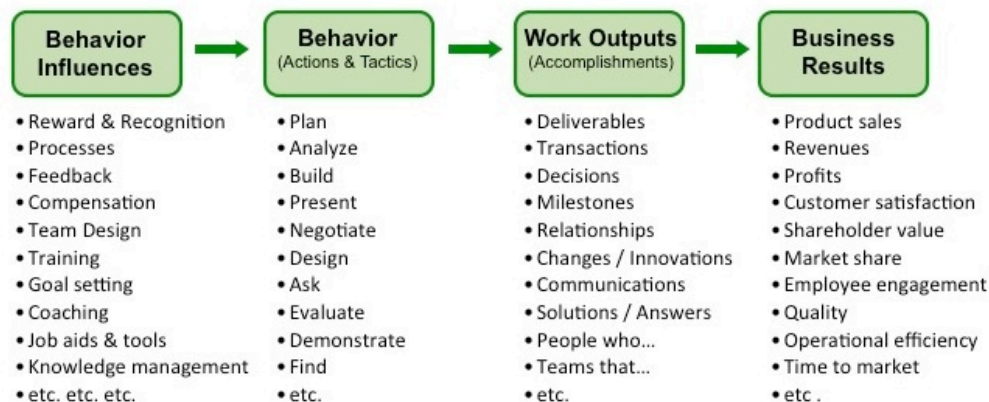 Behavior
Influences
Behavior
(Actions & Tactics)
Work Outputs
(Accomplishments)
Business
Results
• Reward & Recognition
• Processes
• Feedback
• Compensation
• Team Design
• Training
• Goal setting
• Coaching
• Job aids & tools
• Knowledge management
• etc. etc. etc.
• Plan
• Analyze
• Build
• Present
• Negotiate
• Design
• Ask
• Evaluate
• Demonstrate
• Find
• etc.
• Deliverables
• Transactions
• Decisions
• Milestones
• Relationships
• Changes / Innovations
• Communications
• Solutions / Answers
• People who...
• Teams that...
• etc.
• Product sales
• Revenues
• Profits
• Customer satisfaction
• Shareholder value
• Market share
• Employee engagement
• Quality
• Operational efficiency
• Time to market
• etc .